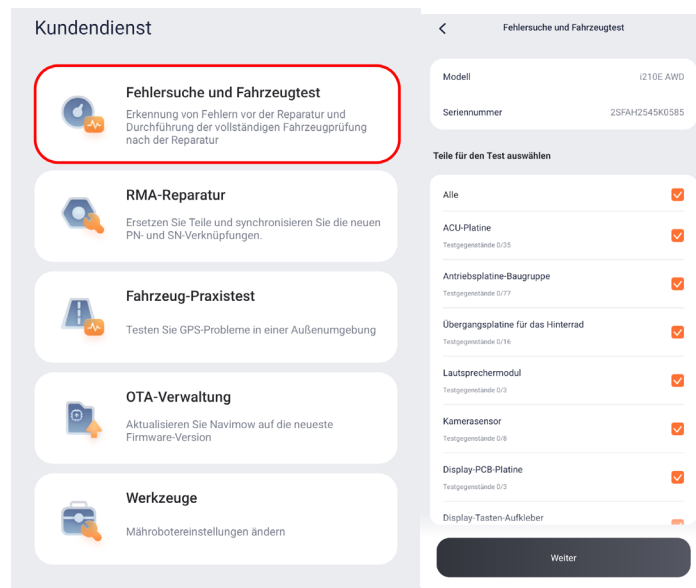 Kundendienst
Fehlersuche und Fahrzeugtest
Erkennung von Fehlern vor der Reparatur und
Durchführung der vollständigen Fahrzeugprüfung
nach der Reparatur
RMA-Reparatur
Ersetzen Sie Teile und synchronisieren Sie die neuen
PN- und SN-Verknüpfungen.
Fahrzeug-Praxistest
Testen Sie GPS-Probleme in einer Außenumgebung
OTA-Verwaltung
Aktualisieren Sie Navimow auf die neueste
Firmware-Version
Werkzeuge
Mährobotereinstellungen ändern
Fehlersuche und Fahrzeugtest
Modell i210E AWD
Seriennummer 2SFAH2545K0585
Teile für den Test auswählen
Alle
ACU-Platine
Testgegenstände 0/35
Antriebsplatine-Baugruppe
Testgegenstände 0/77
Übergangsplatine für das Hinterrad
Testgegenstände 0/16
Lautsprechermodul
Testgegenstände 0/3
Kamerasensor
Testgegenstände 0/8
Display-PCB-Platine
Testgegenstände 0/3
Display-Tasten-Aufkleber
Weiter